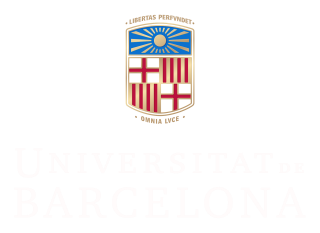 · LIBERTAS PERFVNDET ·
· OMNIA LVCE ·
UNIVERSITAT DE
BARCELONA